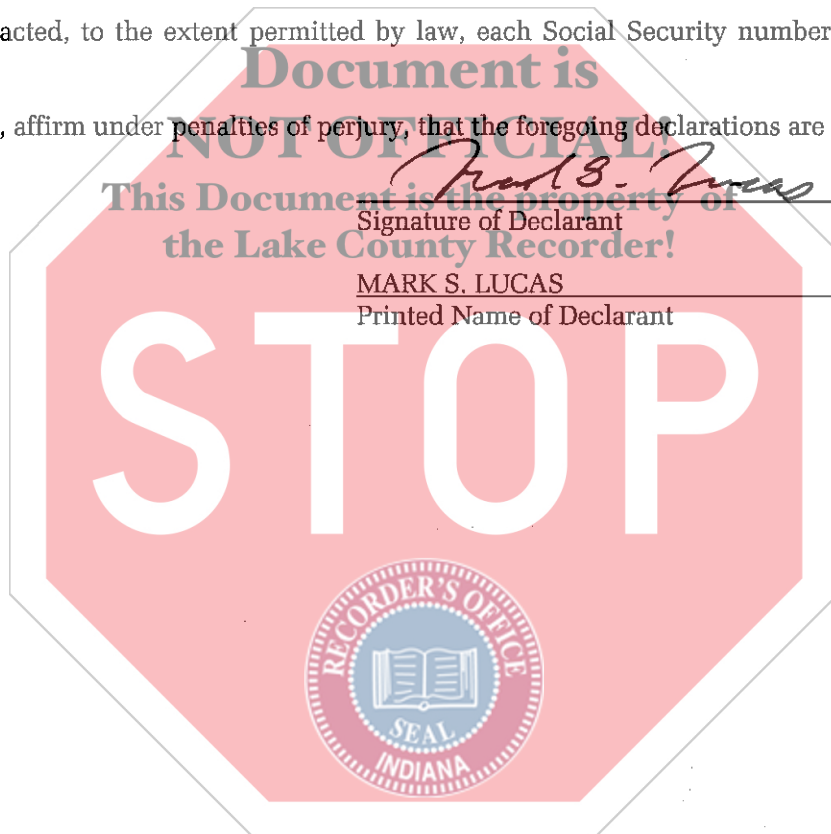 acted, to the extent permitted by law, each Social Security number
Document is
, affirm under penalties of perjury, that the foregoing declarations are
NOT OFFICIAL!
Mark S. Lucas
This Document is the property of
Signature of Declarant
the Lake County Recorder!
MARK S. LUCAS
Printed Name of Declarant
STOP
RECORDER'S OFFICE
SEAL
INDIANA